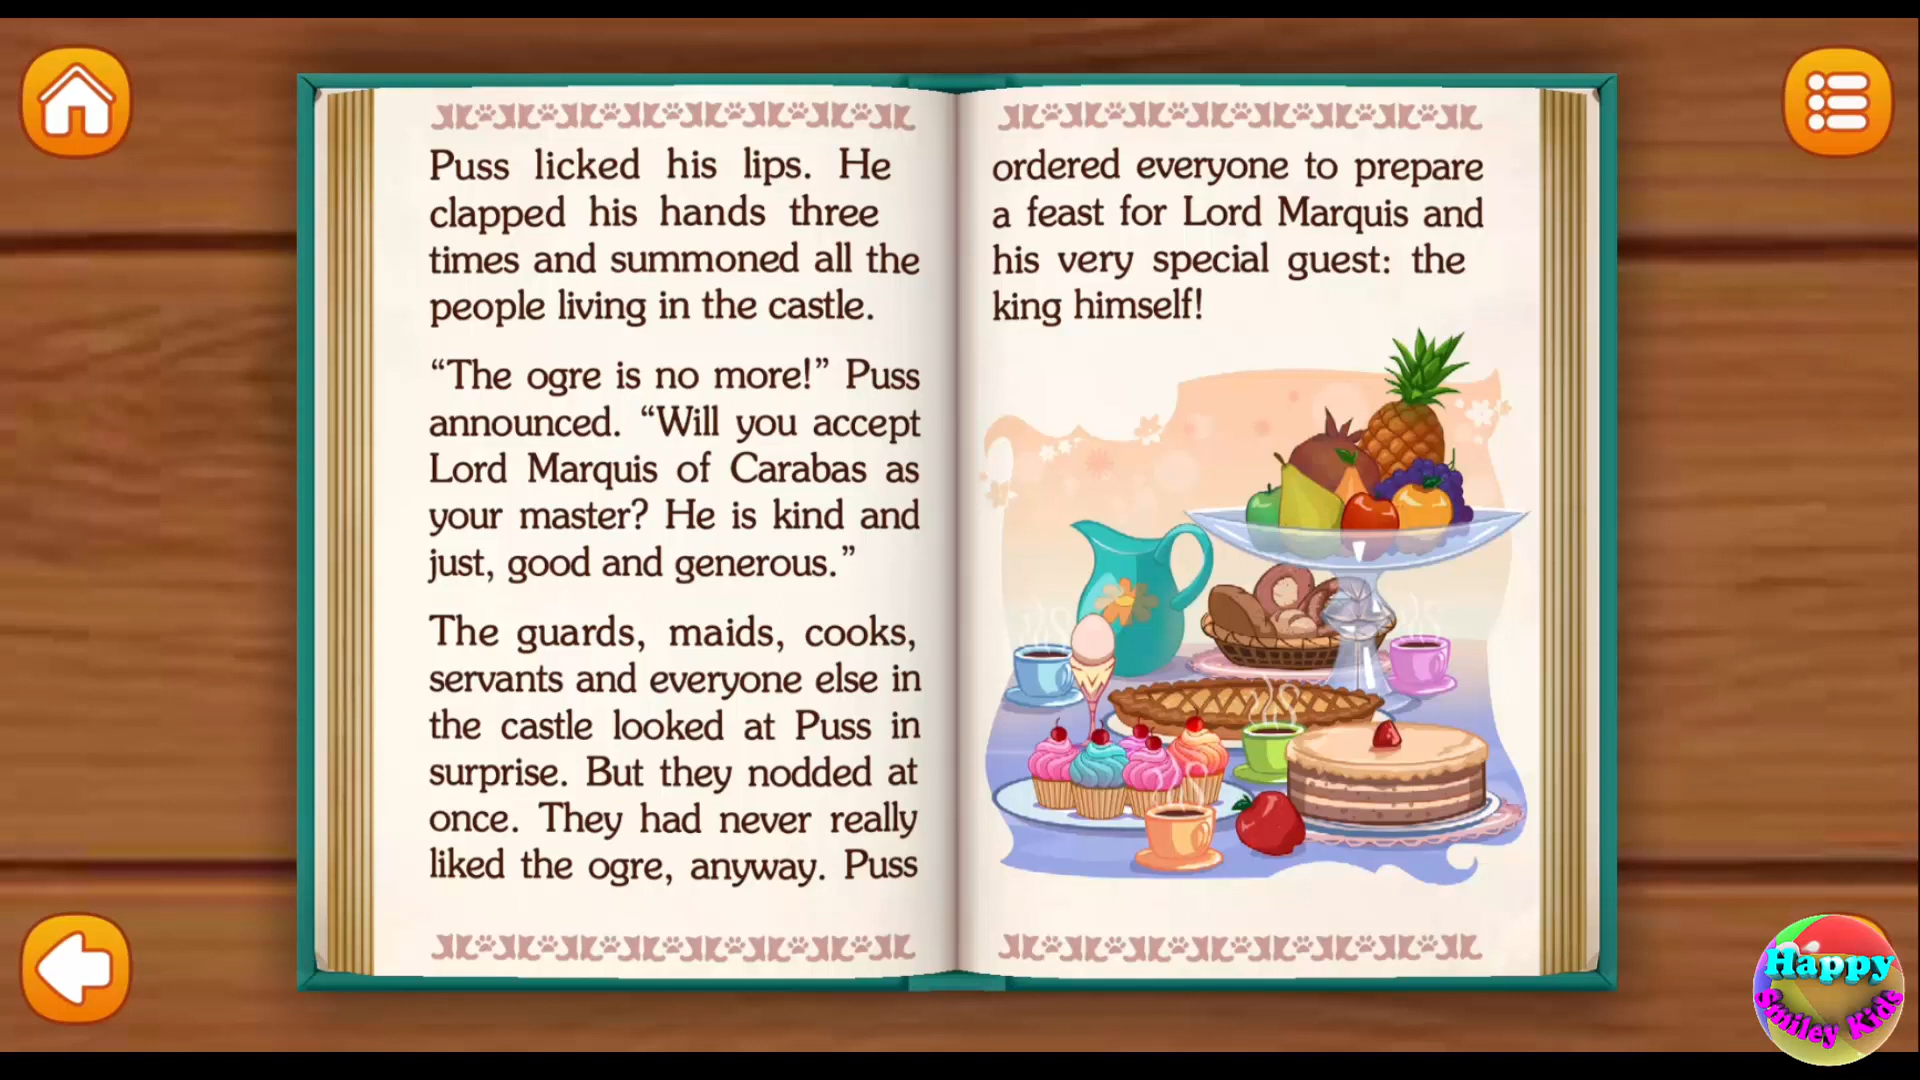 Puss licked his lips. He
clapped his hands three
times and summoned all the
people living in the castle.
“The ogre is no more!” Puss
announced. “Will you accept
Lord Marquis of Carabas as
your master? He is kind and
just, good and generous.”
The guards, maids, cooks,
servants and everyone else in
the castle looked at Puss in
surprise. But they nodded at
once. They had never really
liked the ogre, anyway. Puss
ordered everyone to prepare
a feast for Lord Marquis and
his very special guest: the
king himself!
Happy
Smiley Kids